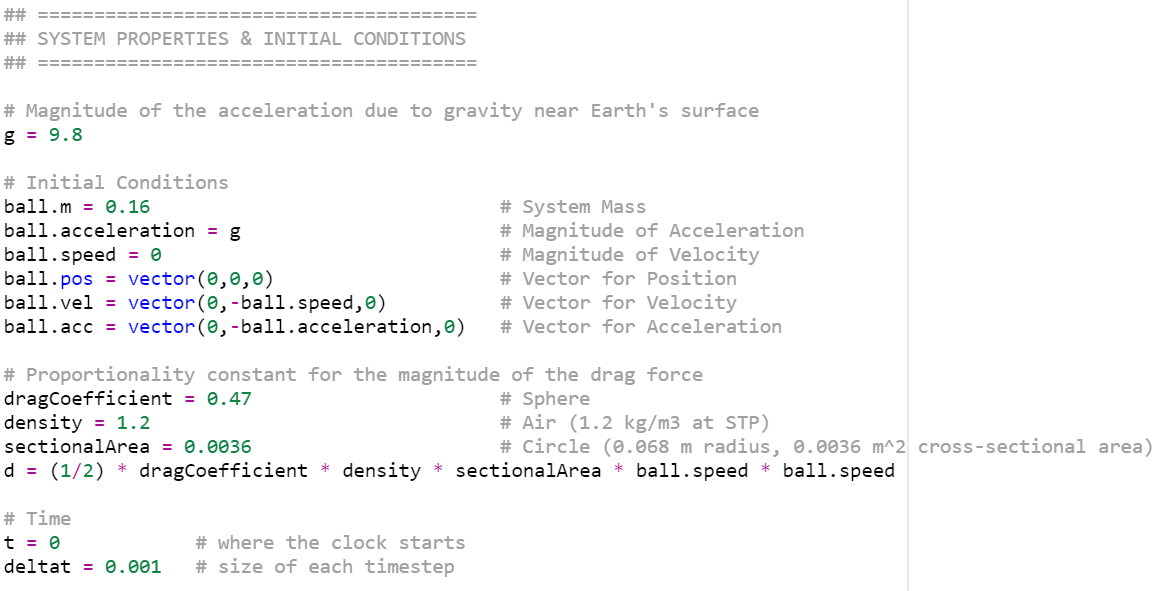 ## =======================================
## SYSTEM PROPERTIES & INITIAL CONDITIONS
## =======================================
# Magnitude of the acceleration due to gravity near Earth's surface
g = 9.8
# Initial Conditions
ball.m = 0.16                               # System Mass
ball.acceleration = g                       # Magnitude of Acceleration
ball.speed = 0                              # Magnitude of Velocity
ball.pos = vector(0,0,0)                    # Vector for Position
ball.vel = vector(0,-ball.speed,0)          # Vector for Velocity
ball.acc = vector(0,-ball.acceleration,0)   # Vector for Acceleration
# Proportionality constant for the magnitude of the drag force
dragCoefficient = 0.47                      # Sphere
density = 1.2                               # Air (1.2 kg/m3 at STP)
sectionalArea = 0.0036                      # Circle (0.068 m radius, 0.0036 m^2 cross-sectional area)
d = (1/2) * dragCoefficient * density * sectionalArea * ball.speed * ball.speed
# Time
t = 0            # where the clock starts
deltat = 0.001   # size of each timestep